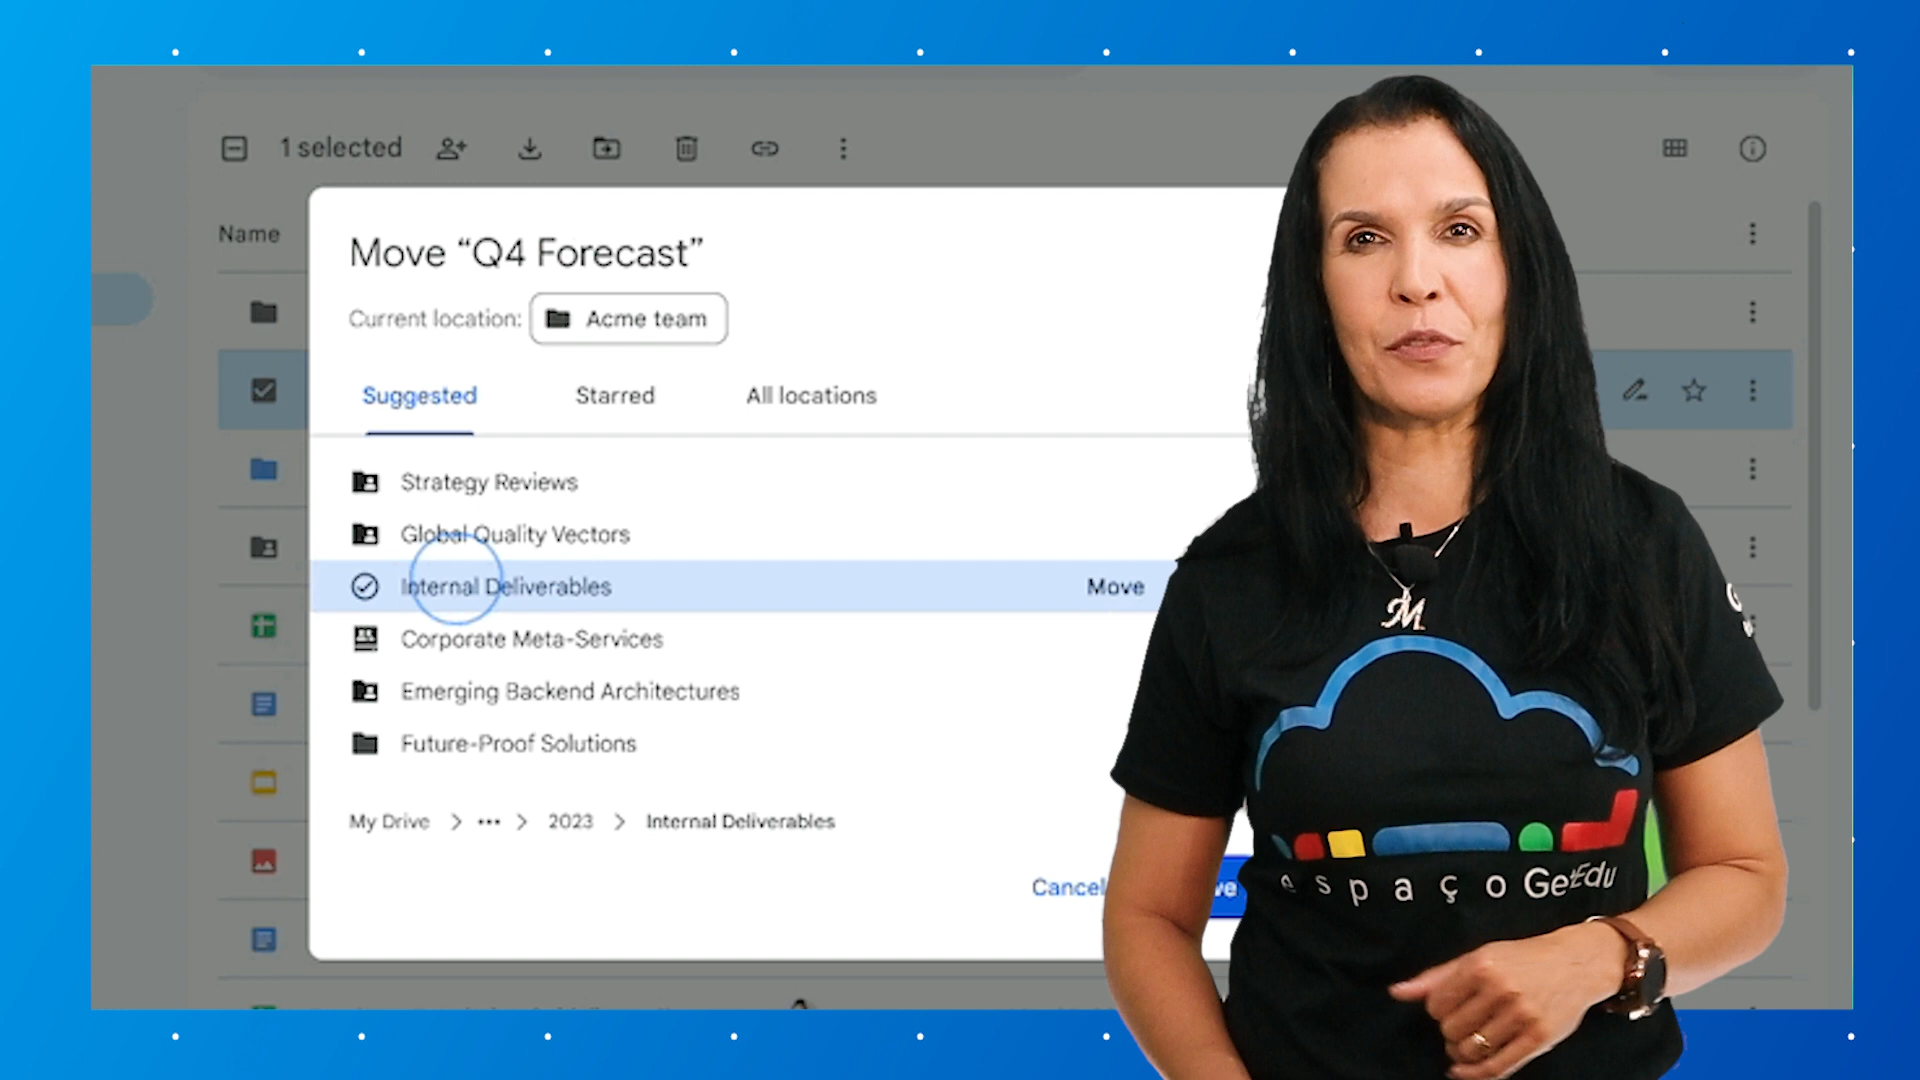 1 selected
Name
Move “Q4 Forecast”
Current location: Acme team
Suggested Starred All locations
Strategy Reviews
Global Quality Vectors
Internal Deliverables Move
Corporate Meta-Services
Emerging Backend Architectures
Future-Proof Solutions
My Drive > ••• > 2023 > Internal Deliverables
Cancel
M
espaço GetEdu